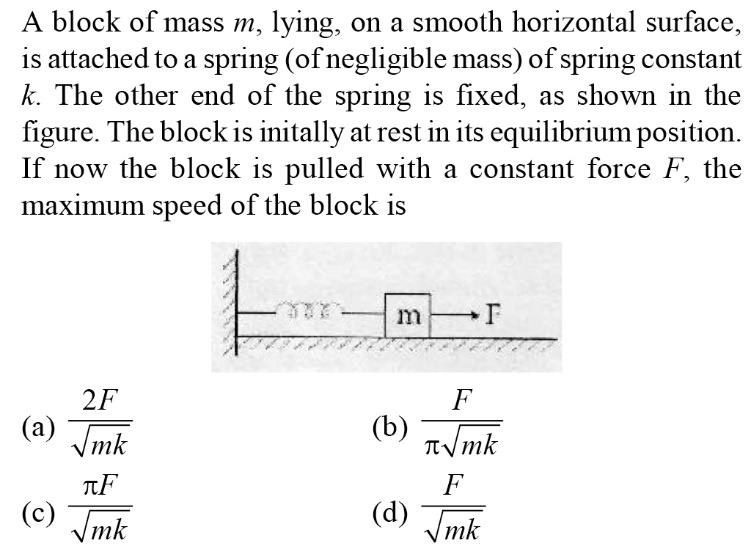 A block of mass m, lying, on a smooth horizontal surface,
is attached to a spring (of negligible mass) of spring constant
k. The other end of the spring is fixed, as shown in the
figure. The block is initally at rest in its equilibrium position.
If now the block is pulled with a constant force F, the
maximum speed of the block is
m F
(a) 2F/√mk (b) F/π√mk
(c) πF/√mk (d) F/√mk